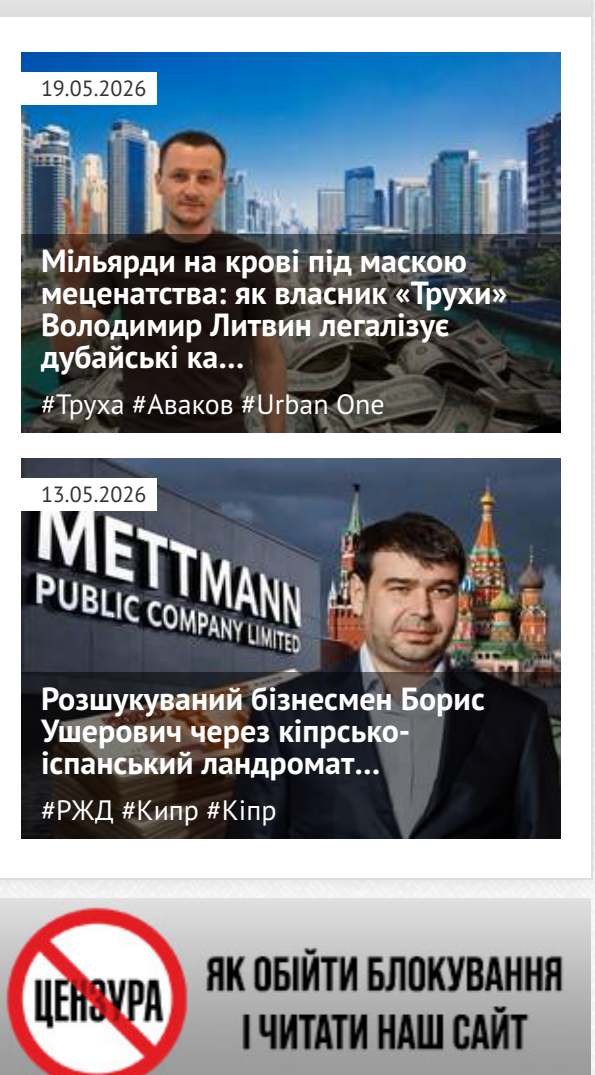 19.05.2026
Мільярди на крові під маскою
меценатства: як власник «Трухи»
Володимир Литвин легалізує
дубайські ка...
#Труха #Аваков #Urban One
13.05.2026
METTMANN
PUBLIC COMPANY LIMITED
Розшукуваний бізнесмен Борис
Ушерович через кіпрсько-
іспанський ландромат...
#РЖД #Кипр #Кіпр
ЦЕНЗУРА
ЯК ОБІЙТИ БЛОКУВАННЯ
І ЧИТАТИ НАШ САЙТ